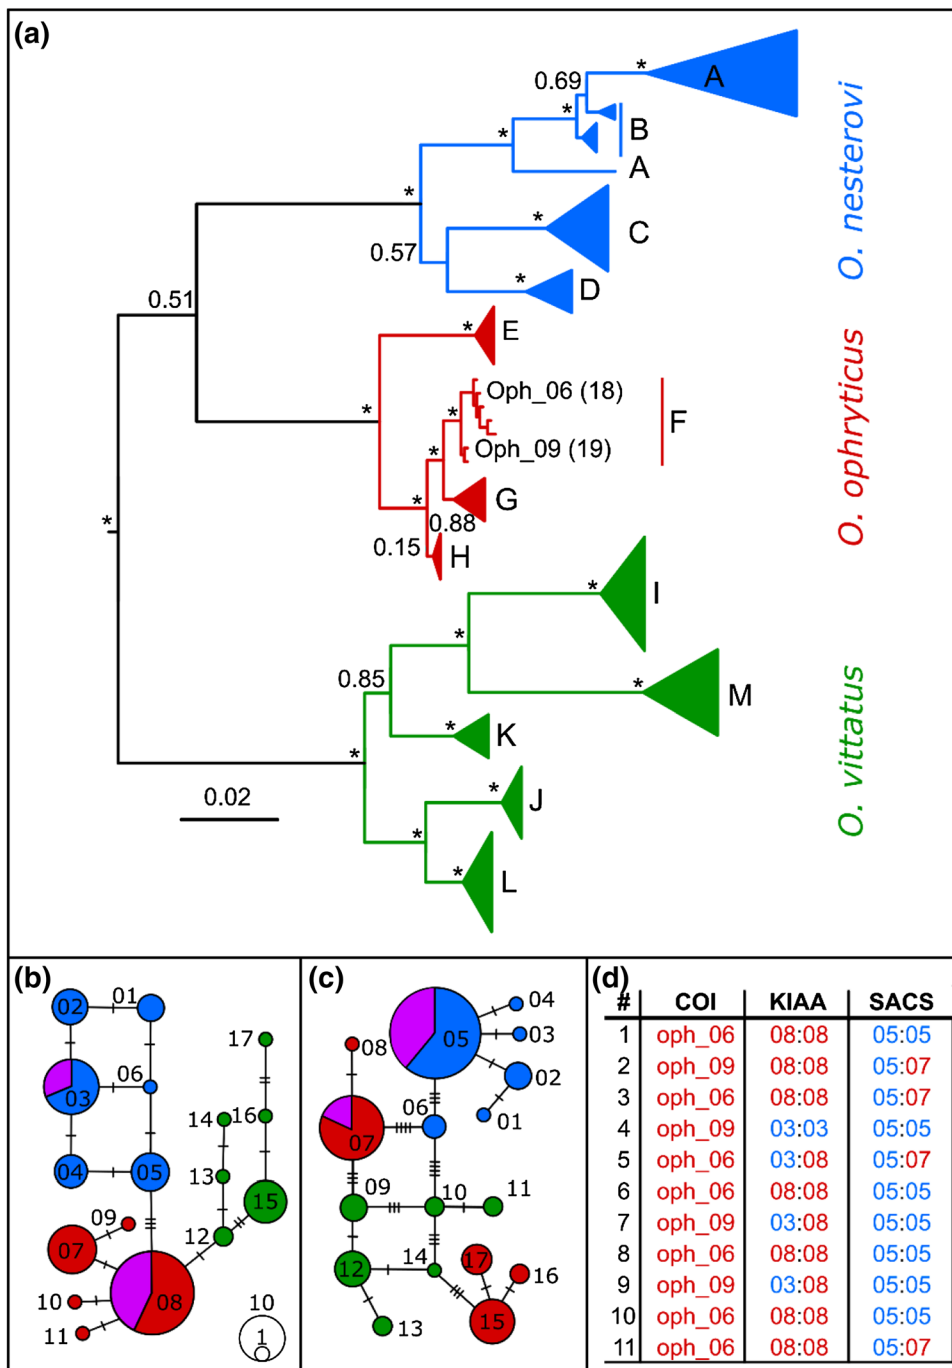 (a)
A
*
0.69
*
B
*
A
*
*
C
0.57
*
D
O. nesterovi
0.51
*
E
*
Oph_06 (18)
*
F
Oph_09 (19)
*
*
G
0.88
0.15
H
O. ophryticus
*
*
I
*
0.85
*
M
*
K
*
*
J
0.02
*
*
L
O. vittatus
(b)
02
01
17
03
06
14
16
04
05
13
15
09
12
07
08
10
11
10
1
(c)
04
05
03
08
02
06
01
07
09
10
11
12
14
17
16
15
13
(d)
# COI KIAA SACS
1 oph_06 08:08 05:05
2 oph_09 08:08 05:07
3 oph_06 08:08 05:07
4 oph_09 03:03 05:05
5 oph_06 03:08 05:07
6 oph_06 08:08 05:05
7 oph_09 03:08 05:05
8 oph_06 08:08 05:05
9 oph_09 03:08 05:05
10 oph_06 08:08 05:05
11 oph_06 08:08 05:07